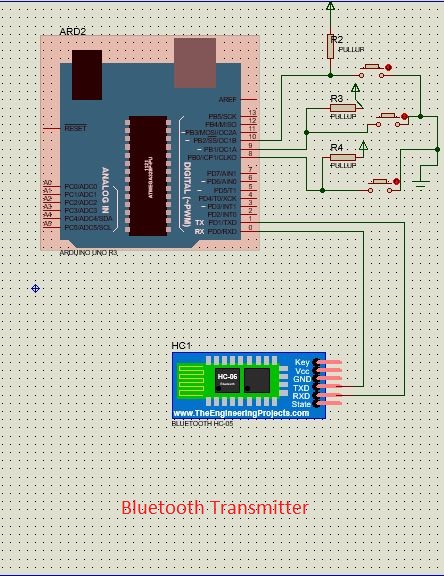 ARD2
R2
PULLUP
R3
PULLUP
R4
PULLUP
AREF
RESET
13
12
11
10
9
8
7
6
5
4
3
2
1
0
PB5/SCK
PB4/MISO
~PB3/MOSI/OC2A
~ PB2/SS/OC1B
~ PB1/OC1A
PB0/ICP1/CLKO
PD7/AIN1
~ PD6/AIN0
~ PD5/T1
PD4/T0/XCK
~ PD3/INT1
PD2/INT0
TX PD1/TXD
RX PD0/RXD
DIGITAL (~PWM)
ANALOG IN
A0
A1
A2
A3
A4
A5
PC0/ADC0
PC1/ADC1
PC2/ADC2
PC3/ADC3
PC4/ADC4/SDA
PC5/ADC5/SCL
ARDUINO UNO R3
HC1
HC-06
Bluetooth
Key
Vcc
GND
TXD
RXD
State
www.TheEngineeringProjects.com
BLUETOOTH HC-05
Bluetooth Transmitter